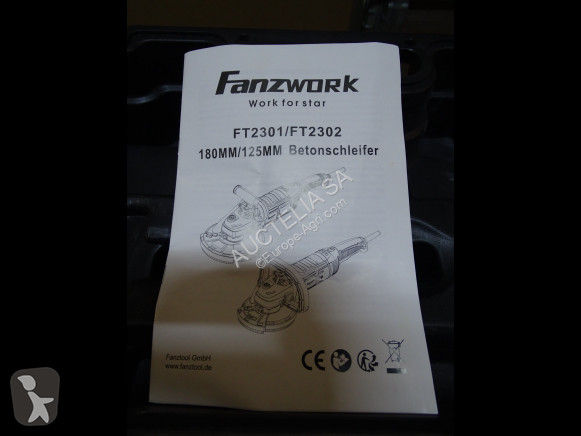 Fanzwork
Work for star
FT2301/FT2302
180MM/125MM Betonschleifer
AUCTELIA SA
©Europe-Agri.com
Fanztool GmbH
www.fanztool.de
CE